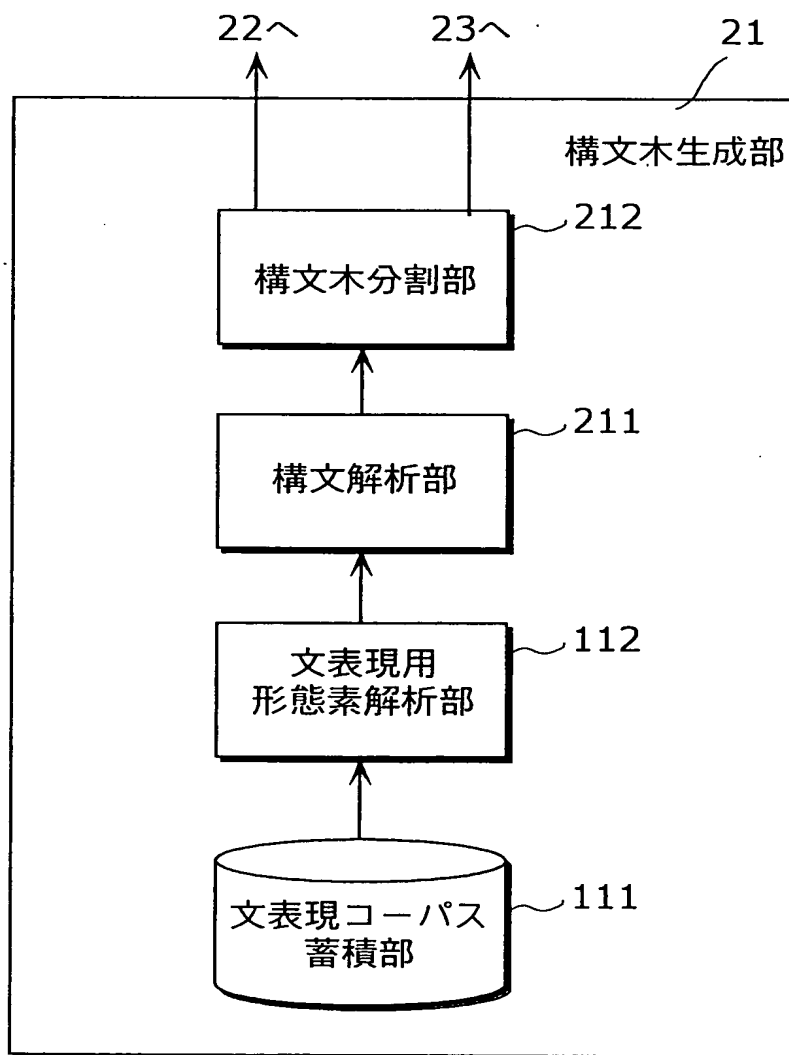 22へ
23へ
21
構文木生成部
構文木分割部
212
構文解析部
211
文表現用
形態素解析部
112
文表現コーパス
蓄積部
111